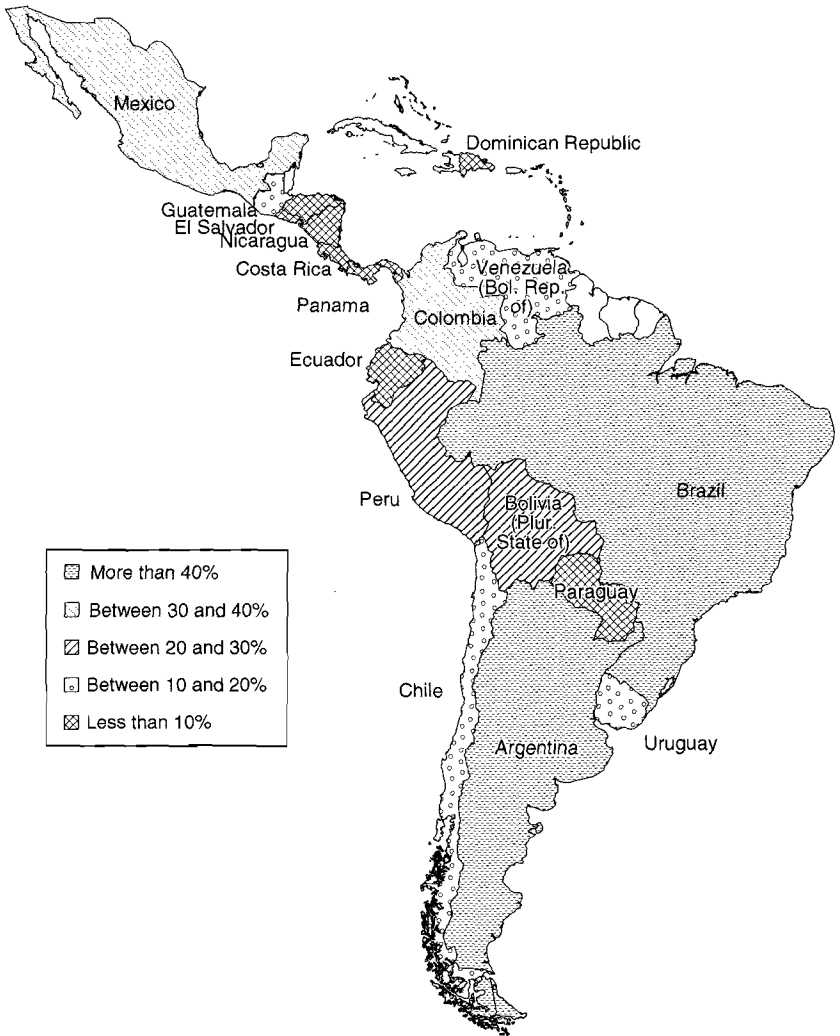 Mexico
Dominican Republic
Guatemala
El Salvador
Nicaragua
Costa Rica
Panama
Venezuela
(Bol. Rep.
of)
Colombia
Ecuador
Peru
Brazil
Bolivia
(Plur.
State of)
Paraguay
Chile
Argentina
Uruguay
More than 40%
Between 30 and 40%
Between 20 and 30%
Between 10 and 20%
Less than 10%